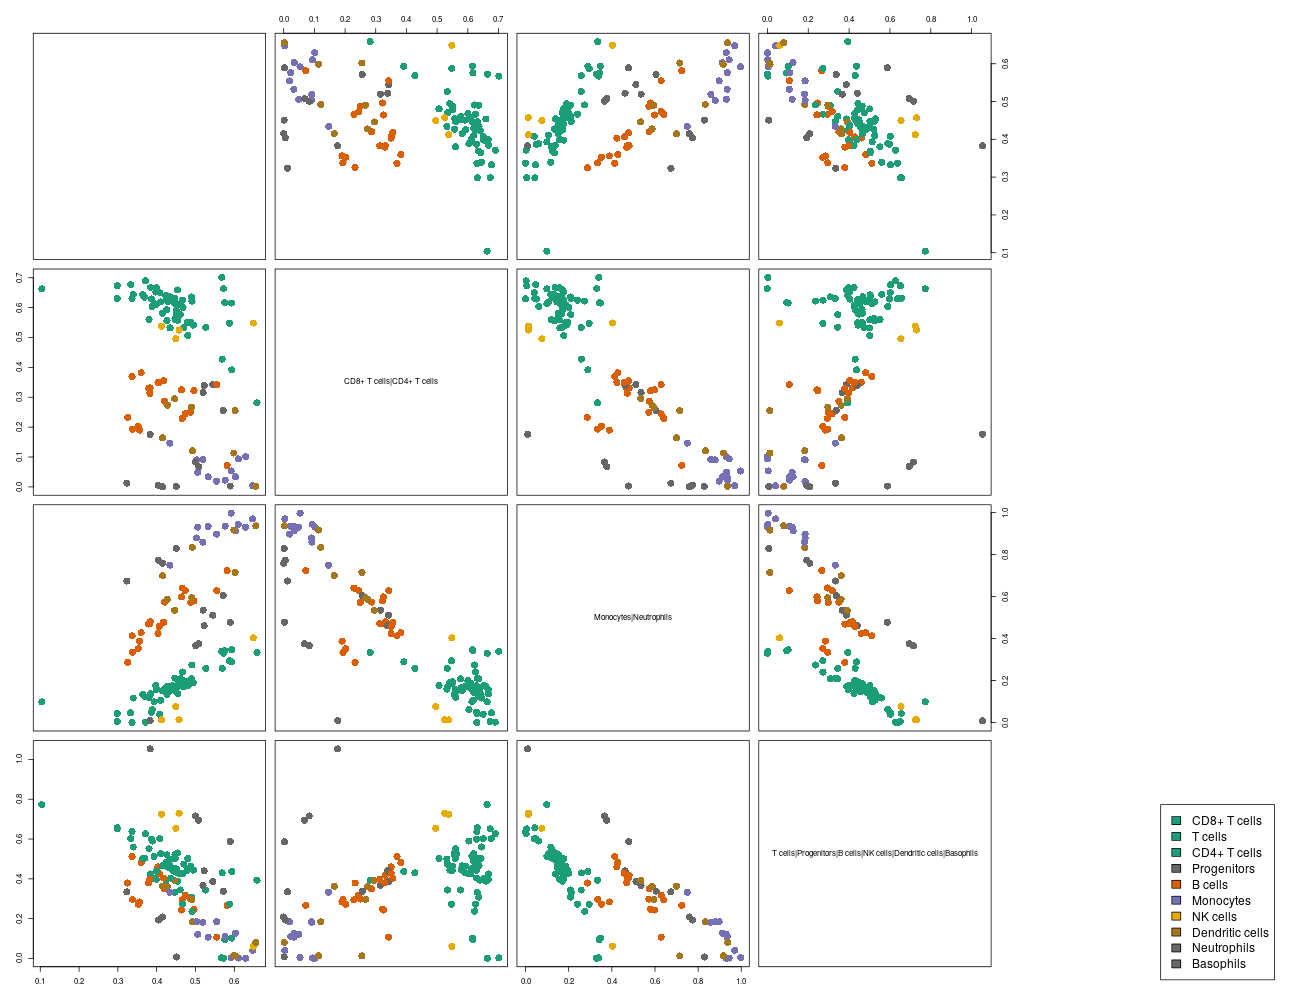 0.0 0.1 0.2 0.3 0.4 0.5 0.6 0.7
0.0 0.2 0.4 0.6 0.8 1.0
0.1 0.2 0.3 0.4 0.5 0.6
0.0 0.1 0.2 0.3 0.4 0.5 0.6 0.7
CD8+ T cells|CD4+ T cells
Monocytes|Neutrophils
0.0 0.2 0.4 0.6 0.8 1.0
0.0 0.2 0.4 0.6 0.8 1.0
T cells|Progenitors|B cells|NK cells|Dendritic cells|Basophils
0.1 0.2 0.3 0.4 0.5 0.6
0.0 0.2 0.4 0.6 0.8 1.0
CD8+ T cells
T cells
CD4+ T cells
Progenitors
B cells
Monocytes
NK cells
Dendritic cells
Neutrophils
Basophils